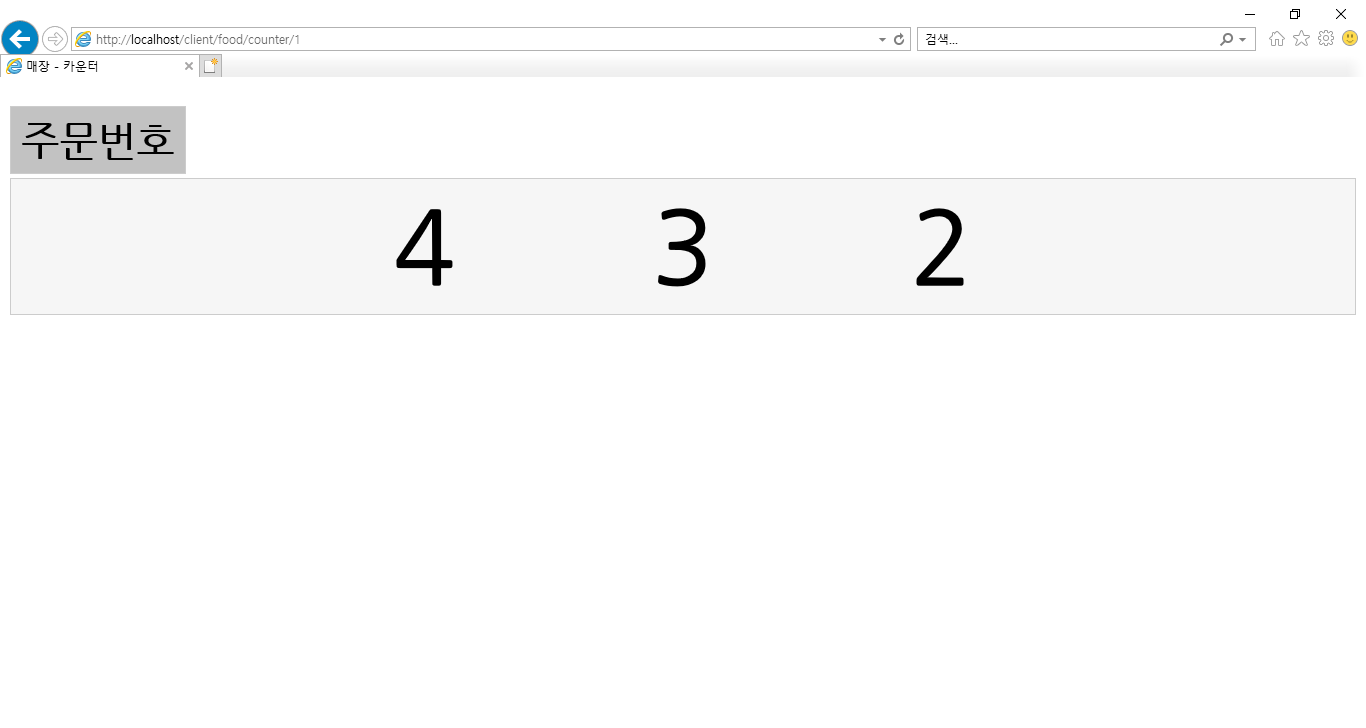 http://localhost/client/food/counter/1
검색...
매장 - 카운터
주문번호
4 3 2